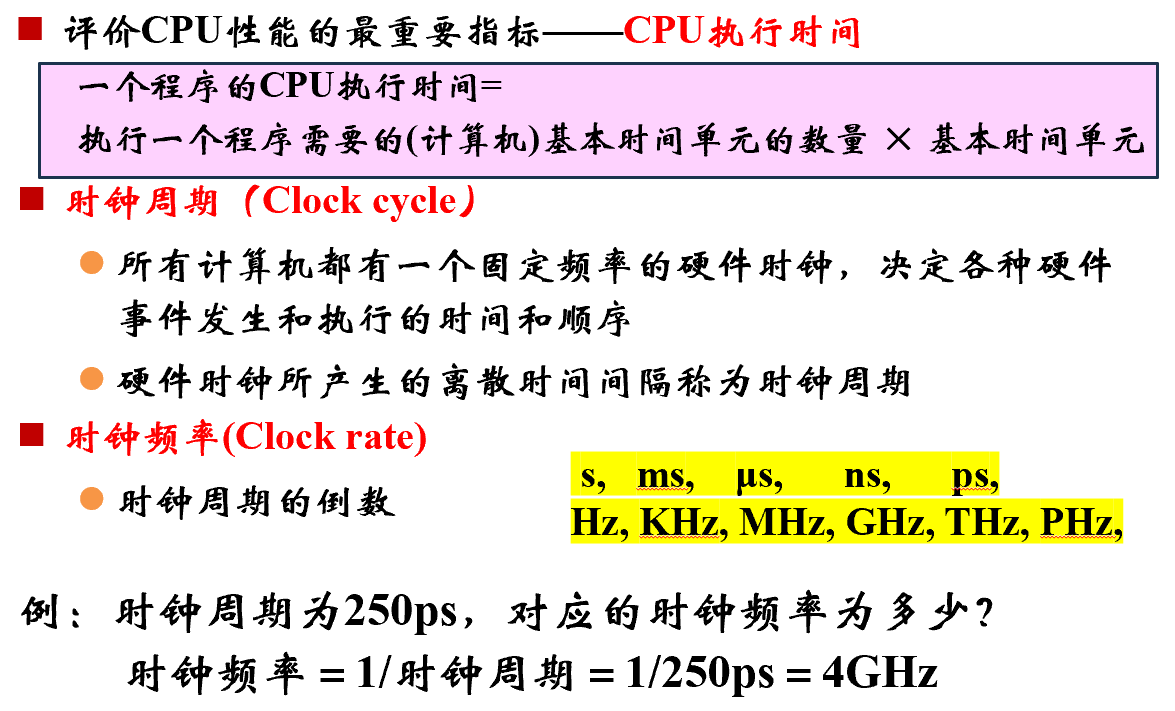 评价CPU性能的最重要指标——CPU执行时间
一个程序的CPU执行时间=
执行一个程序需要的(计算机)基本时间单元的数量 × 基本时间单元
时钟周期（Clock cycle）
所有计算机都有一个固定频率的硬件时钟，决定各种硬件
事件发生和执行的时间和顺序
硬件时钟所产生的离散时间间隔称为时钟周期
时钟频率(Clock rate)
时钟周期的倒数
s, ms, μs, ns, ps,
Hz, KHz, MHz, GHz, THz, PHz,
例：时钟周期为250ps，对应的时钟频率为多少？
时钟频率＝1/时钟周期＝1/250ps＝4GHz